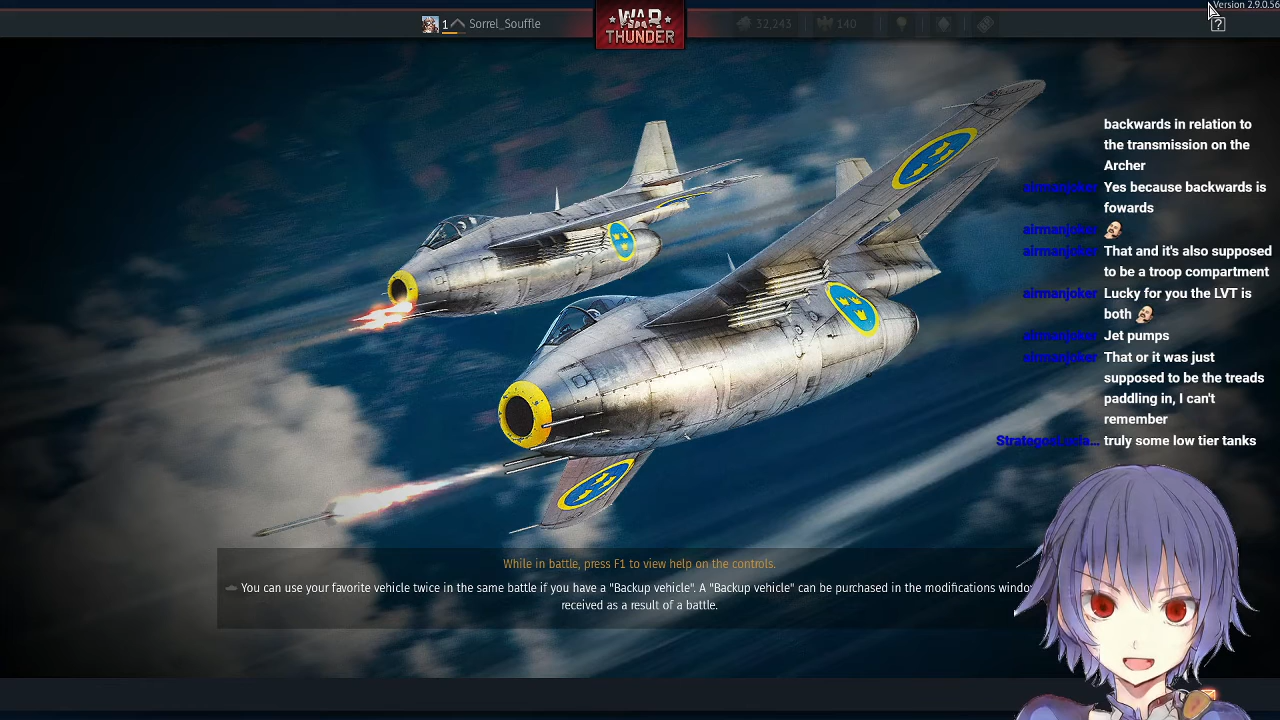 Version 2.9.0.56
1 Sorrel_Souffle
WAR
THUNDER
32,243
140
backwards in relation to
the transmission on the
Archer
airmanjoker Yes because backwards is
fowards
airmanjoker
airmanjoker That and it's also supposed
to be a troop compartment
airmanjoker Lucky for you the LVT is
both
airmanjoker Jet pumps
airmanjoker That or it was just
supposed to be the treads
paddling in, I can't
remember
truly some low tier tanks
While in battle, press F1 to view help on the controls.
You can use your favorite vehicle twice in the same battle if you have a "Backup vehicle". A "Backup vehicle" can be purchased in the modifications windo
received as a result of a battle.